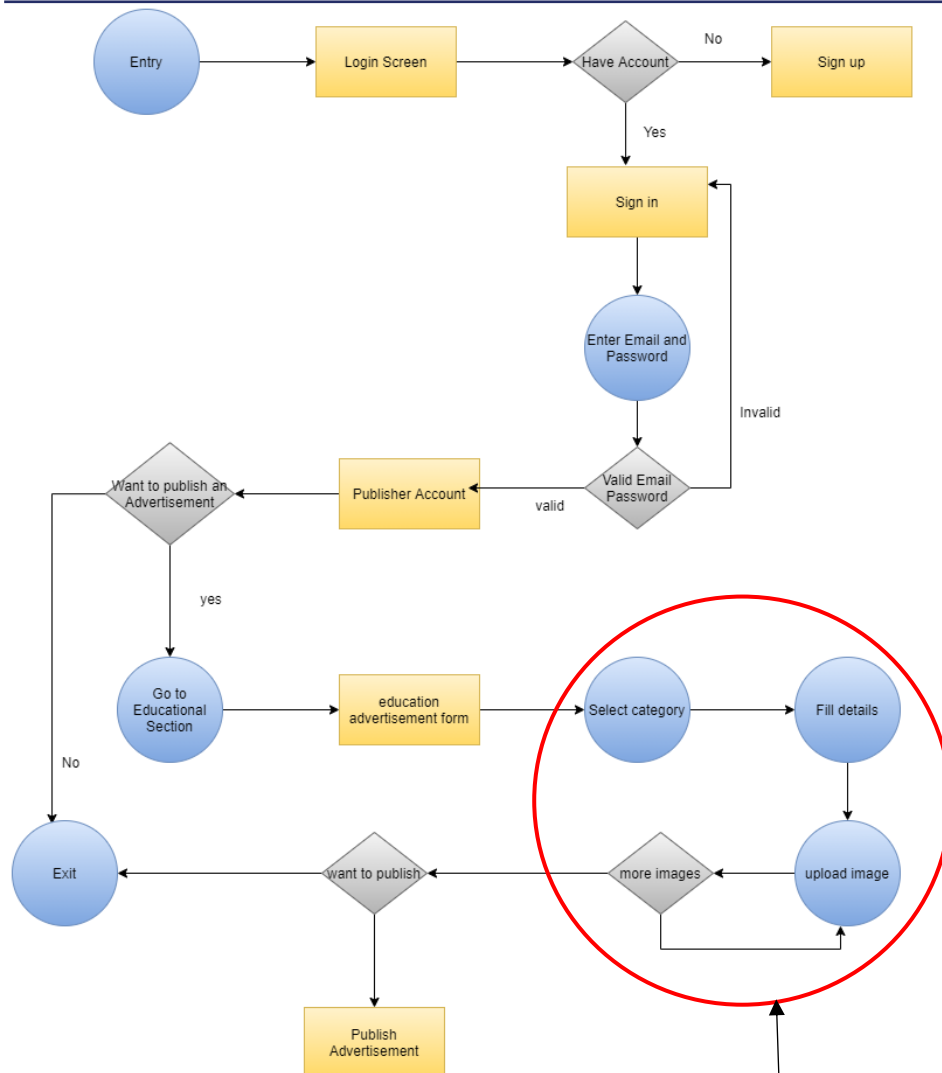 Entry
Login Screen
Have Account
No
Sign up
Yes
Sign in
Enter Email and
Password
Invalid
Valid Email
Password
valid
Publisher Account
Want to publish an
Advertisement
yes
Go to
Educational
Section
education
advertisement form
Select category
Fill details
No
Exit
want to publish
more images
upload image
Publish
Advertisement